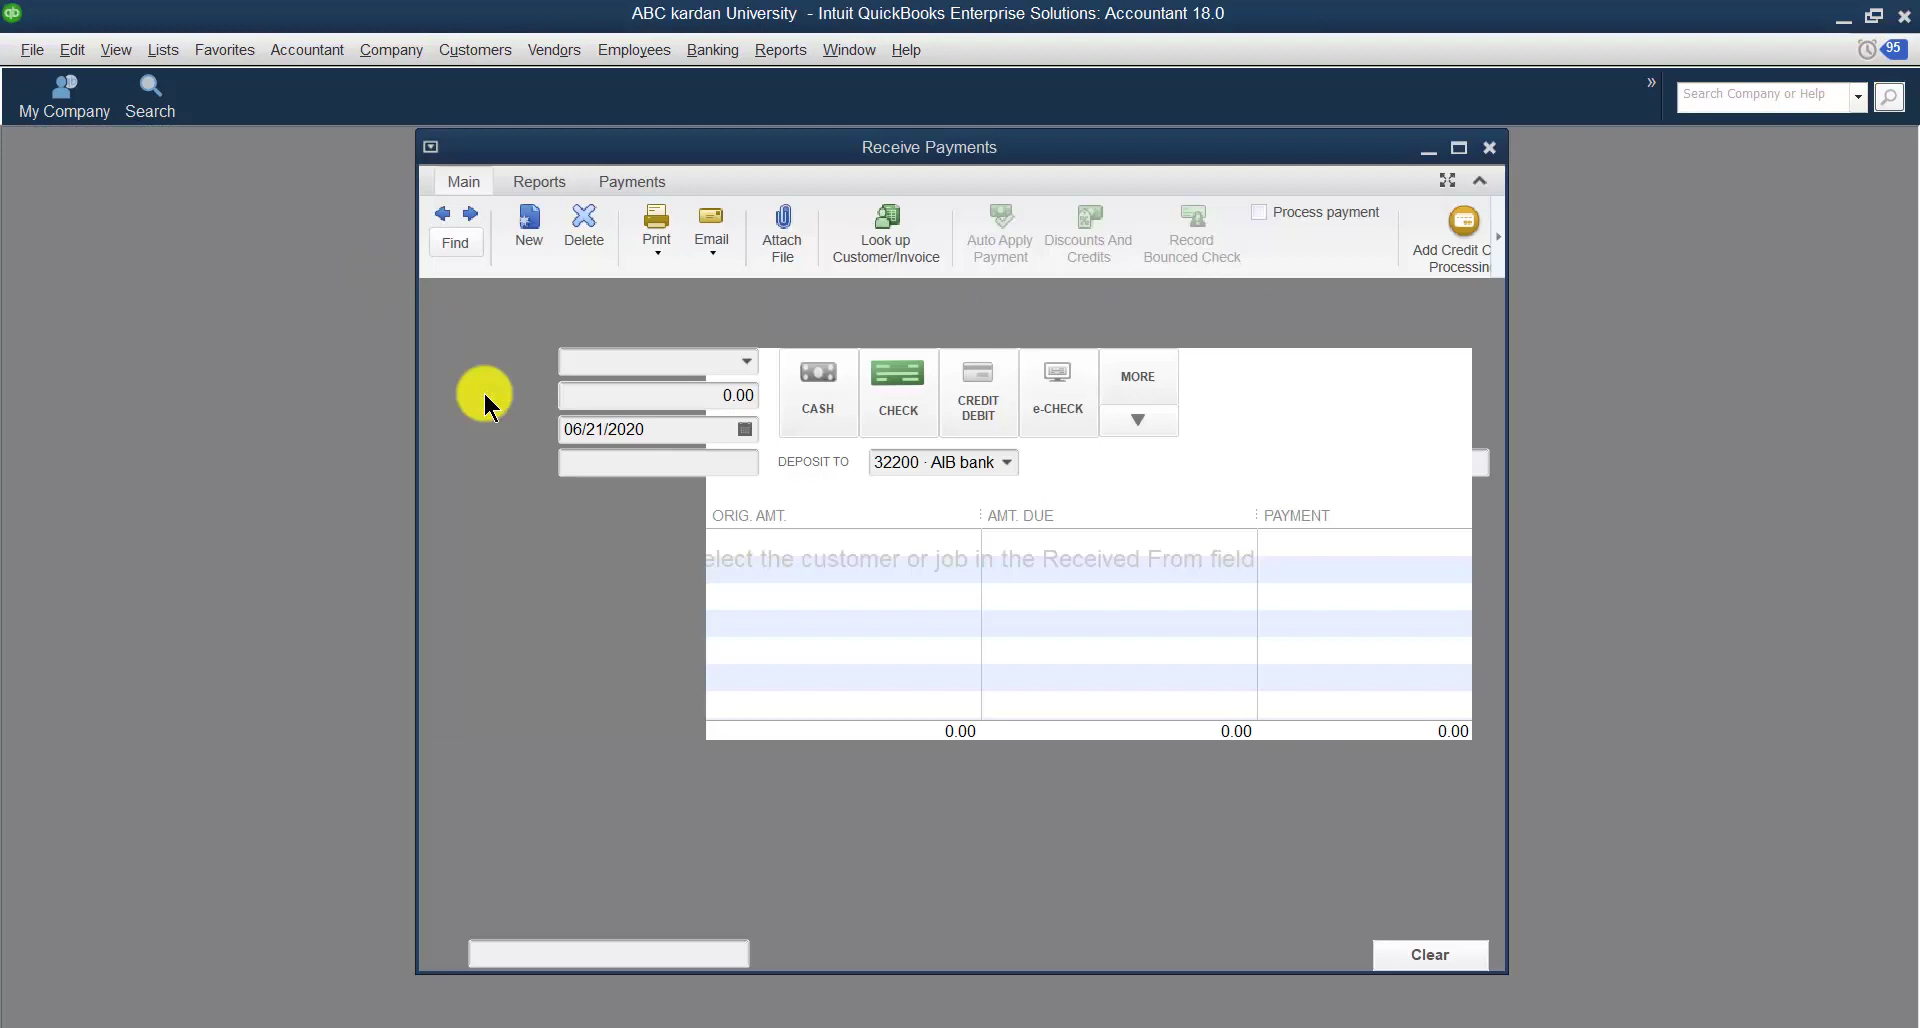 ABC kardan University - Intuit QuickBooks Enterprise Solutions: Accountant 18.0
File Edit View Lists Favorites Accountant Company Customers Vendors Employees Banking Reports Window Help
95
My Company Search
Search Company or Help
Receive Payments
Main Reports Payments
Find
New
Delete
Print
Email
Attach
File
Look up
Customer/Invoice
Auto Apply
Payment
Discounts And
Credits
Record
Bounced Check
Process payment
Add Credit C
Processin
0.00
06/21/2020
CASH
CHECK
CREDIT
DEBIT
e-CHECK
MORE
DEPOSIT TO
32200 · AIB bank
ORIG. AMT. AMT. DUE PAYMENT
elect the customer or job in the Received From field
0.00 0.00 0.00
Clear